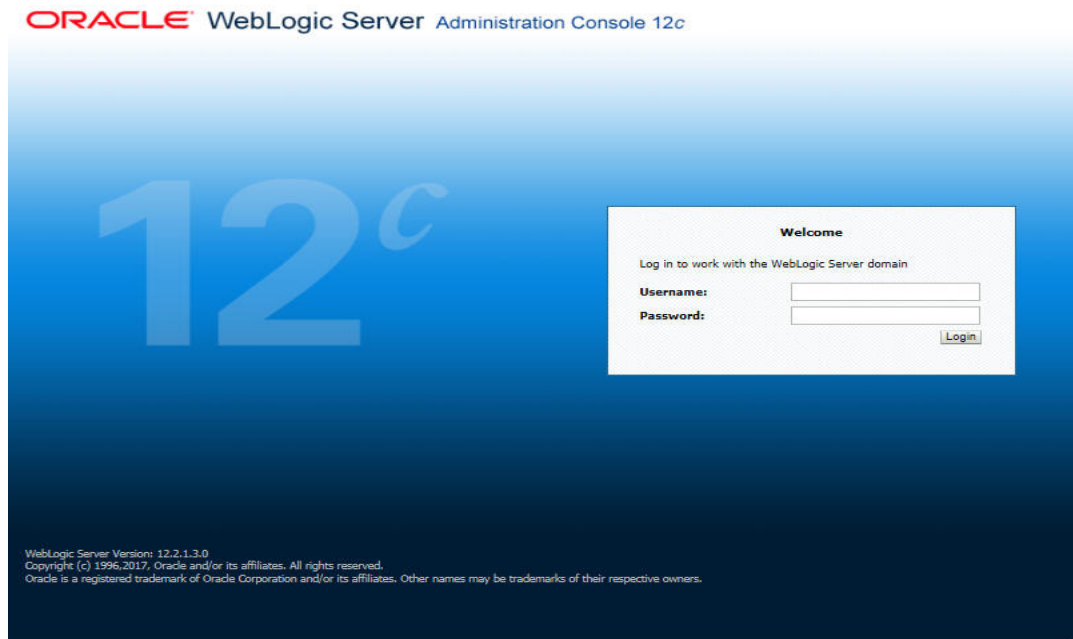 ORACLE WebLogic Server Administration Console 12c
12c
Welcome
Log in to work with the WebLogic Server domain
Username:
Password:
Login
WebLogic Server Version: 12.2.1.3.0
Copyright (c) 1996,2017, Oracle and/or its affiliates. All rights reserved.
Oracle is a registered trademark of Oracle Corporation and/or its affiliates. Other names may be trademarks of their respective owners.